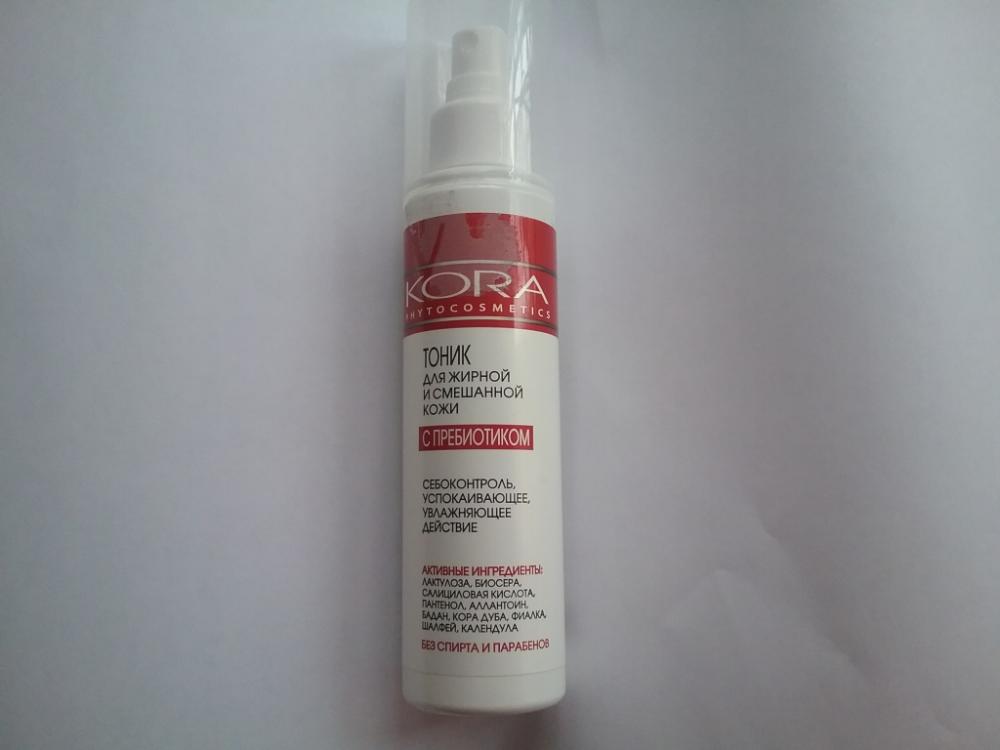 KORA
PHYTOCOSMETICS
ТОНИК
ДЛЯ ЖИРНОЙ
И СМЕШАННОЙ
КОЖИ
С ПРЕБИОТИКОМ
СЕБОКОНТРОЛЬ,
УСПОКАИВАЮЩЕЕ,
УВЛАЖНЯЮЩЕЕ
ДЕЙСТВИЕ
АКТИВНЫЕ ИНГРЕДИЕНТЫ:
ЛАКТУЛОЗА, БИОСЕРА,
САЛИЦИЛОВАЯ КИСЛОТА,
ПАНТЕНОЛ, АЛЛАНТОИН,
БАДАН, КОРА ДУБА, ФИАЛКА,
ШАЛФЕЙ, КАЛЕНДУЛА
БЕЗ СПИРТА И ПАРАБЕНОВ